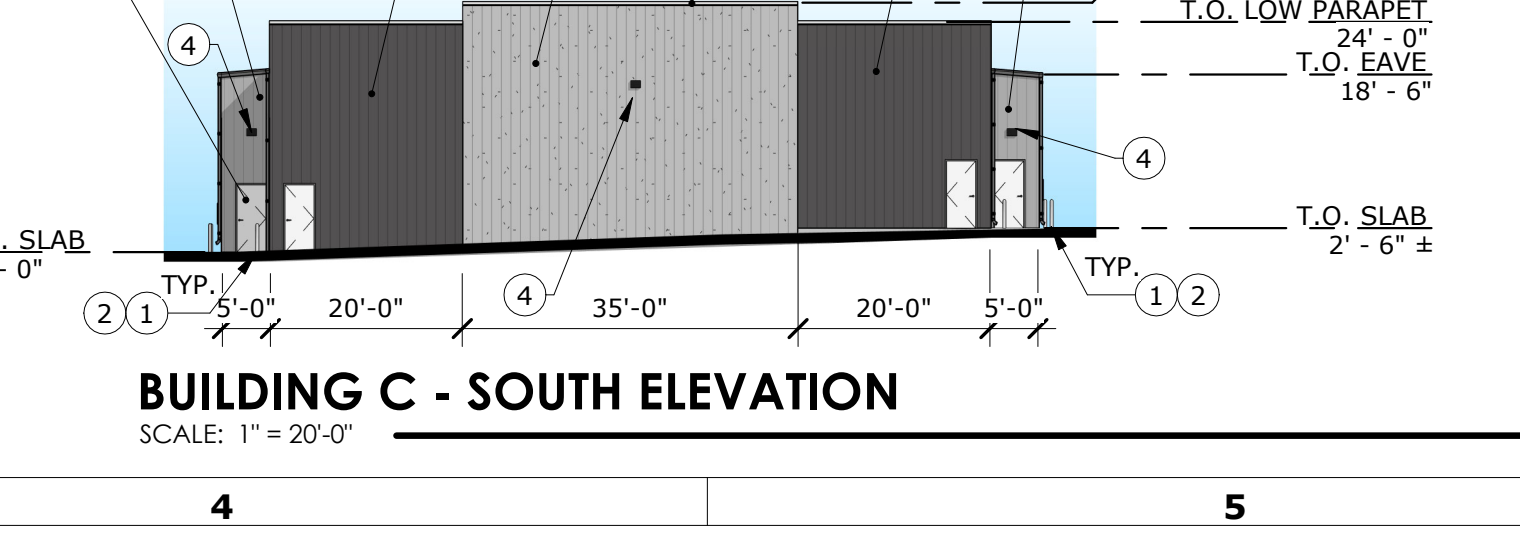 T.O. LOW PARAPET
24' - 0"
4
T.O. EAVE
18' - 6"
4
. SLAB
- 0"
T.O. SLAB
2' - 6" ±
TYP.
2 1
4
TYP.
1 2
5'-0" 20'-0" 35'-0" 20'-0" 5'-0"
BUILDING C - SOUTH ELEVATION
SCALE: 1" = 20'-0"
4 5